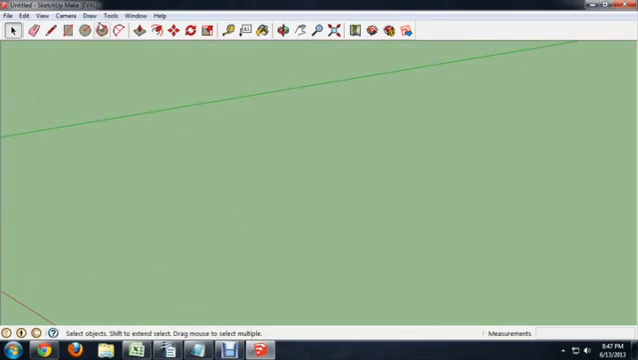 Untitled - SketchUp Make [EVAL]
File Edit View Camera Draw Tools Window Help
Select objects. Shift to extend select. Drag mouse to select multiple.
Measurements
8:47 PM
6/13/2013